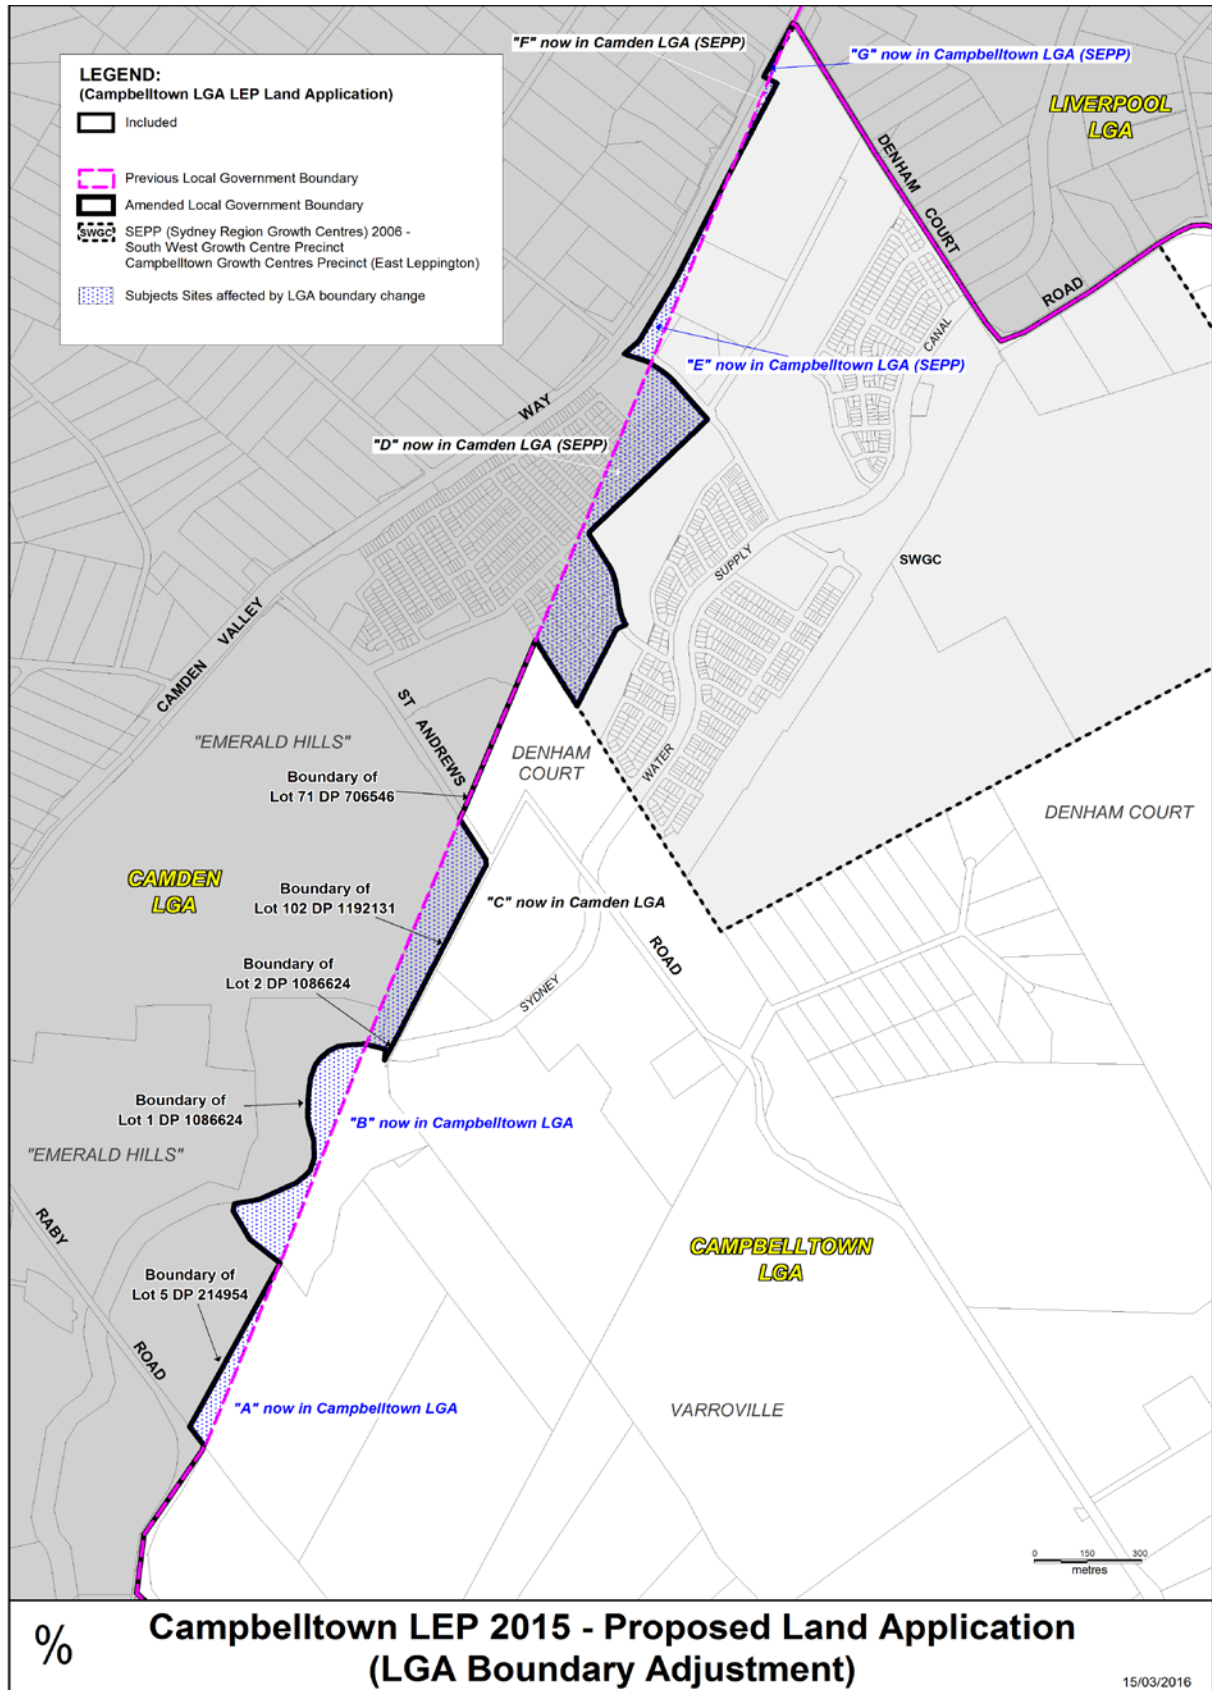 "F" now in Camden LGA (SEPP)
"G" now in Campbelltown LGA (SEPP)
LEGEND:
(Campbelltown LGA LEP Land Application)
Included
Previous Local Government Boundary
Amended Local Government Boundary
SWGC
SEPP (Sydney Region Growth Centres) 2006 -
South West Growth Centre Precinct
Campbelltown Growth Centres Precinct (East Leppington)
Subjects Sites affected by LGA boundary change
LIVERPOOL
LGA
DENHAM
COURT
ROAD
CANAL
"E" now in Campbelltown LGA (SEPP)
WAY
"D" now in Camden LGA (SEPP)
SUPPLY
SWGC
VALLEY
CAMDEN
ST ANDREWS
"EMERALD HILLS"
DENHAM
COURT
WATER
Boundary of
Lot 71 DP 706546
DENHAM COURT
CAMDEN
LGA
Boundary of
Lot 102 DP 1192131
"C" now in Camden LGA
ROAD
Boundary of
Lot 2 DP 1086624
SYDNEY
Boundary of
Lot 1 DP 1086624
"B" now in Campbelltown LGA
"EMERALD HILLS"
RABY
ROAD
CAMPBELLTOWN
LGA
Boundary of
Lot 5 DP 214954
"A" now in Campbelltown LGA
VARROVILLE
0 150 300
metres
%
Campbelltown LEP 2015 - Proposed Land Application
(LGA Boundary Adjustment)
15/03/2016